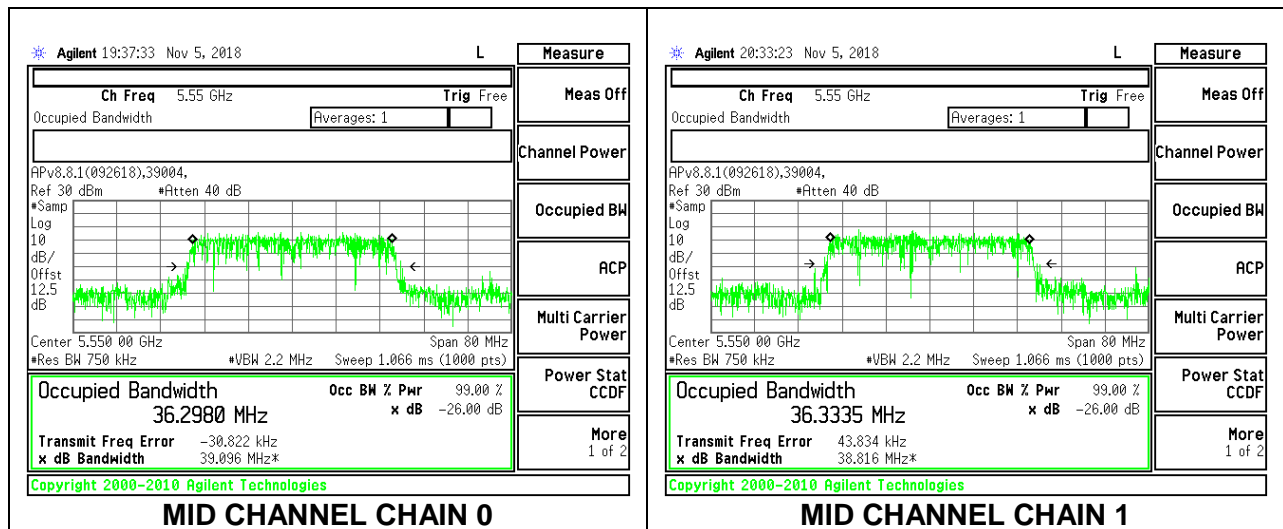 Agilent 19:37:33 Nov 5, 2018 L
Measure
Ch Freq 5.55 GHz Trig Free
Occupied Bandwidth Averages: 1
APv8.8.1(092618),39004,
Ref 30 dBm #Atten 40 dB
#Samp
Log
10
dB/
Offst
12.5
dB
Center 5.550 00 GHz Span 80 MHz
#Res BW 750 kHz #VBW 2.2 MHz Sweep 1.066 ms (1000 pts)
Occupied Bandwidth Occ BW % Pwr 99.00 %
36.2980 MHz x dB -26.00 dB
Transmit Freq Error -30.822 kHz
x dB Bandwidth 39.096 MHz*
Copyright 2000-2010 Agilent Technologies
Meas Off
Channel Power
Occupied BW
ACP
Multi Carrier
Power
Power Stat
CCDF
More
1 of 2
MID CHANNEL CHAIN 0
Agilent 20:33:23 Nov 5, 2018 L
Measure
Ch Freq 5.55 GHz Trig Free
Occupied Bandwidth Averages: 1
APv8.8.1(092618),39004,
Ref 30 dBm #Atten 40 dB
#Samp
Log
10
dB/
Offst
12.5
dB
Center 5.550 00 GHz Span 80 MHz
#Res BW 750 kHz #VBW 2.2 MHz Sweep 1.066 ms (1000 pts)
Occupied Bandwidth Occ BW % Pwr 99.00 %
36.3335 MHz x dB -26.00 dB
Transmit Freq Error 43.834 kHz
x dB Bandwidth 38.816 MHz*
Copyright 2000-2010 Agilent Technologies
Meas Off
Channel Power
Occupied BW
ACP
Multi Carrier
Power
Power Stat
CCDF
More
1 of 2
MID CHANNEL CHAIN 1